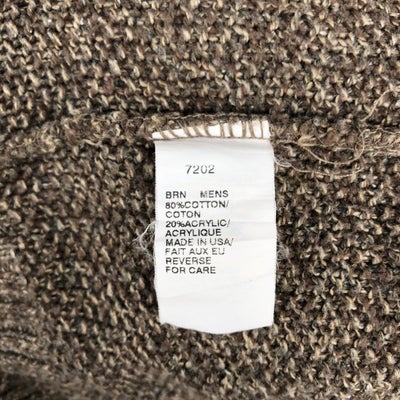 7202
BRN MENS
80%COTTON/
COTON
20%ACRYLIC/
ACRYLIQUE
MADE IN USA/
FAIT AUX EU
REVERSE
FOR CARE